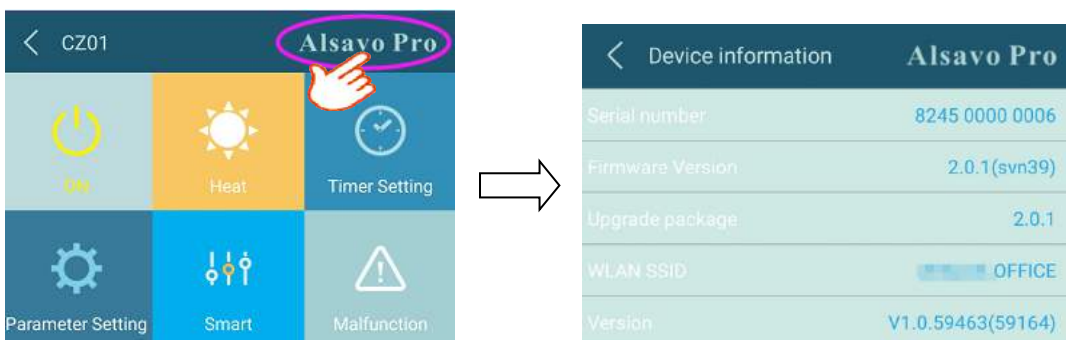 CZ01 Alsavo Pro
ON
Heat
Timer Setting
Parameter Setting
Smart
Malfunction
Device information Alsavo Pro
Serial number 8245 0000 0006
Firmware Version 2.0.1(svn39)
Upgrade package 2.0.1
WLAN SSID OFFICE
Version V1.0.59463(59164)